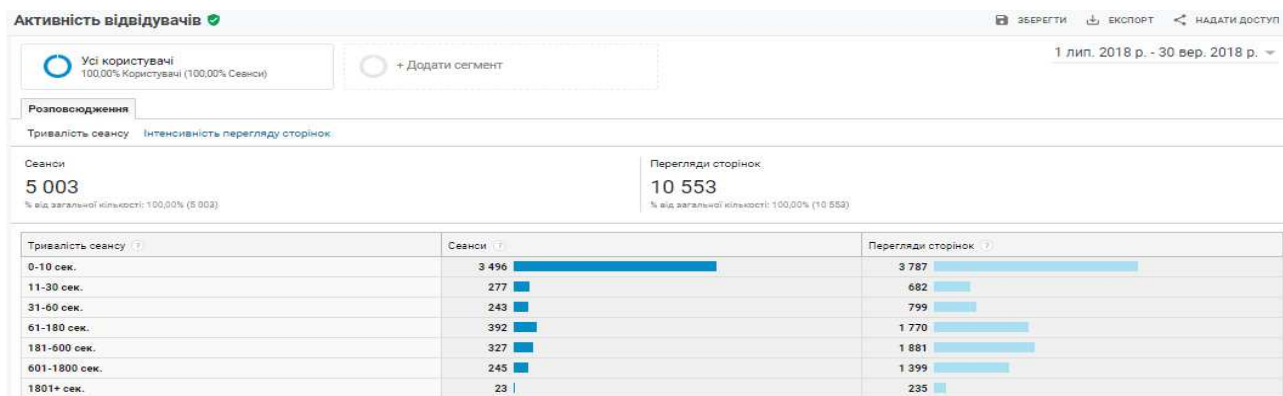 Активність відвідувачів
ЗБЕРЕГТИ ЕКСПОРТ НАДАТИ ДОСТУП
Усі користувачі
100,00% Користувачі (100,00% Сеанси)
+ Додати сегмент
1 лип. 2018 р. - 30 вер. 2018 р.
Розповсюдження
Тривалість сеансу Інтенсивність перегляду сторінок
Сеанси
5 003
% від загальної кількості: 100,00% (5 003)
Перегляди сторінок
10 553
% від загальної кількості: 100,00% (10 553)
Тривалість сеансу ? Сеанси ? Перегляди сторінок ?
0-10 сек. 3 496 3 787
11-30 сек. 277 682
31-60 сек. 243 799
61-180 сек. 392 1 770
181-600 сек. 327 1 881
601-1800 сек. 245 1 399
1801+ сек. 23 235